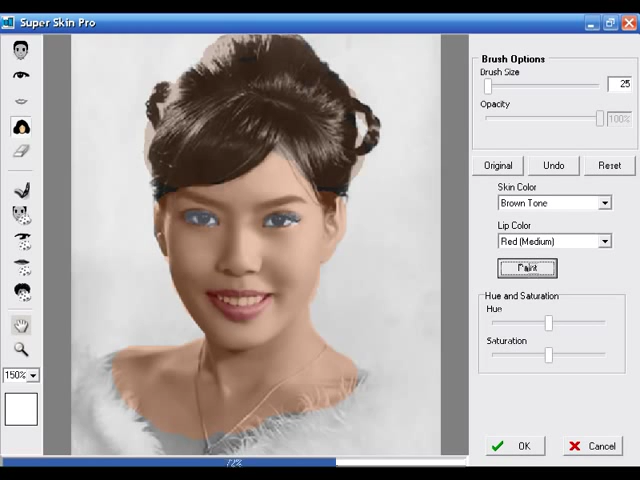 Super Skin Pro
Brush Options
Brush Size
25
Opacity
100%
Original
Undo
Reset
Skin Color
Brown Tone
Lip Color
Red (Medium)
Paint
Hue and Saturation
Hue
Saturation
150%
OK
Cancel
72%